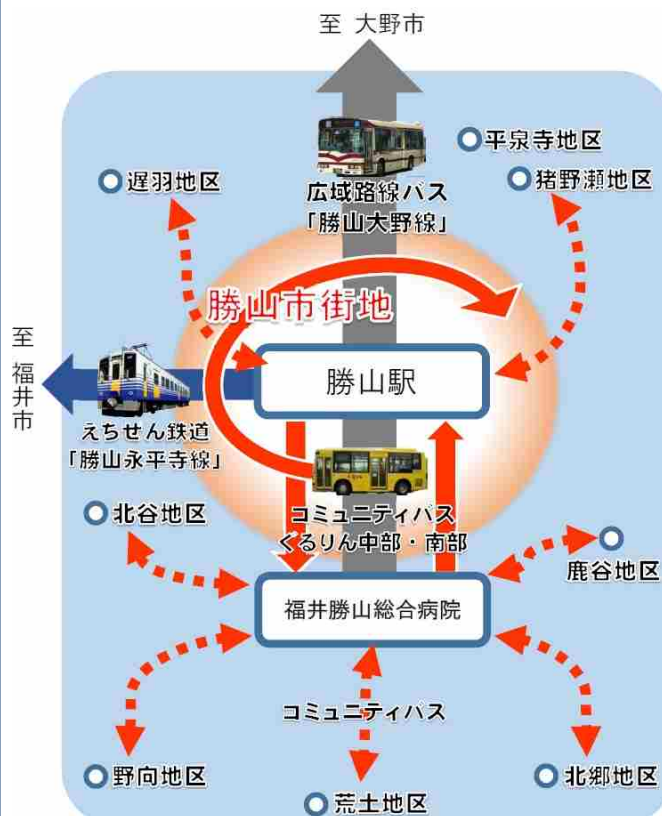 至 大野市
平泉寺地区
遅羽地区
猪野瀬地区
広域路線バス
「勝山大野線」
勝山市街地
至 福井市
勝山駅
えちぜん鉄道
「勝山永平寺線」
北谷地区
コミュニティバス
くるりん中部・南部
鹿谷地区
福井勝山総合病院
コミュニティバス
野向地区
荒土地区
北郷地区